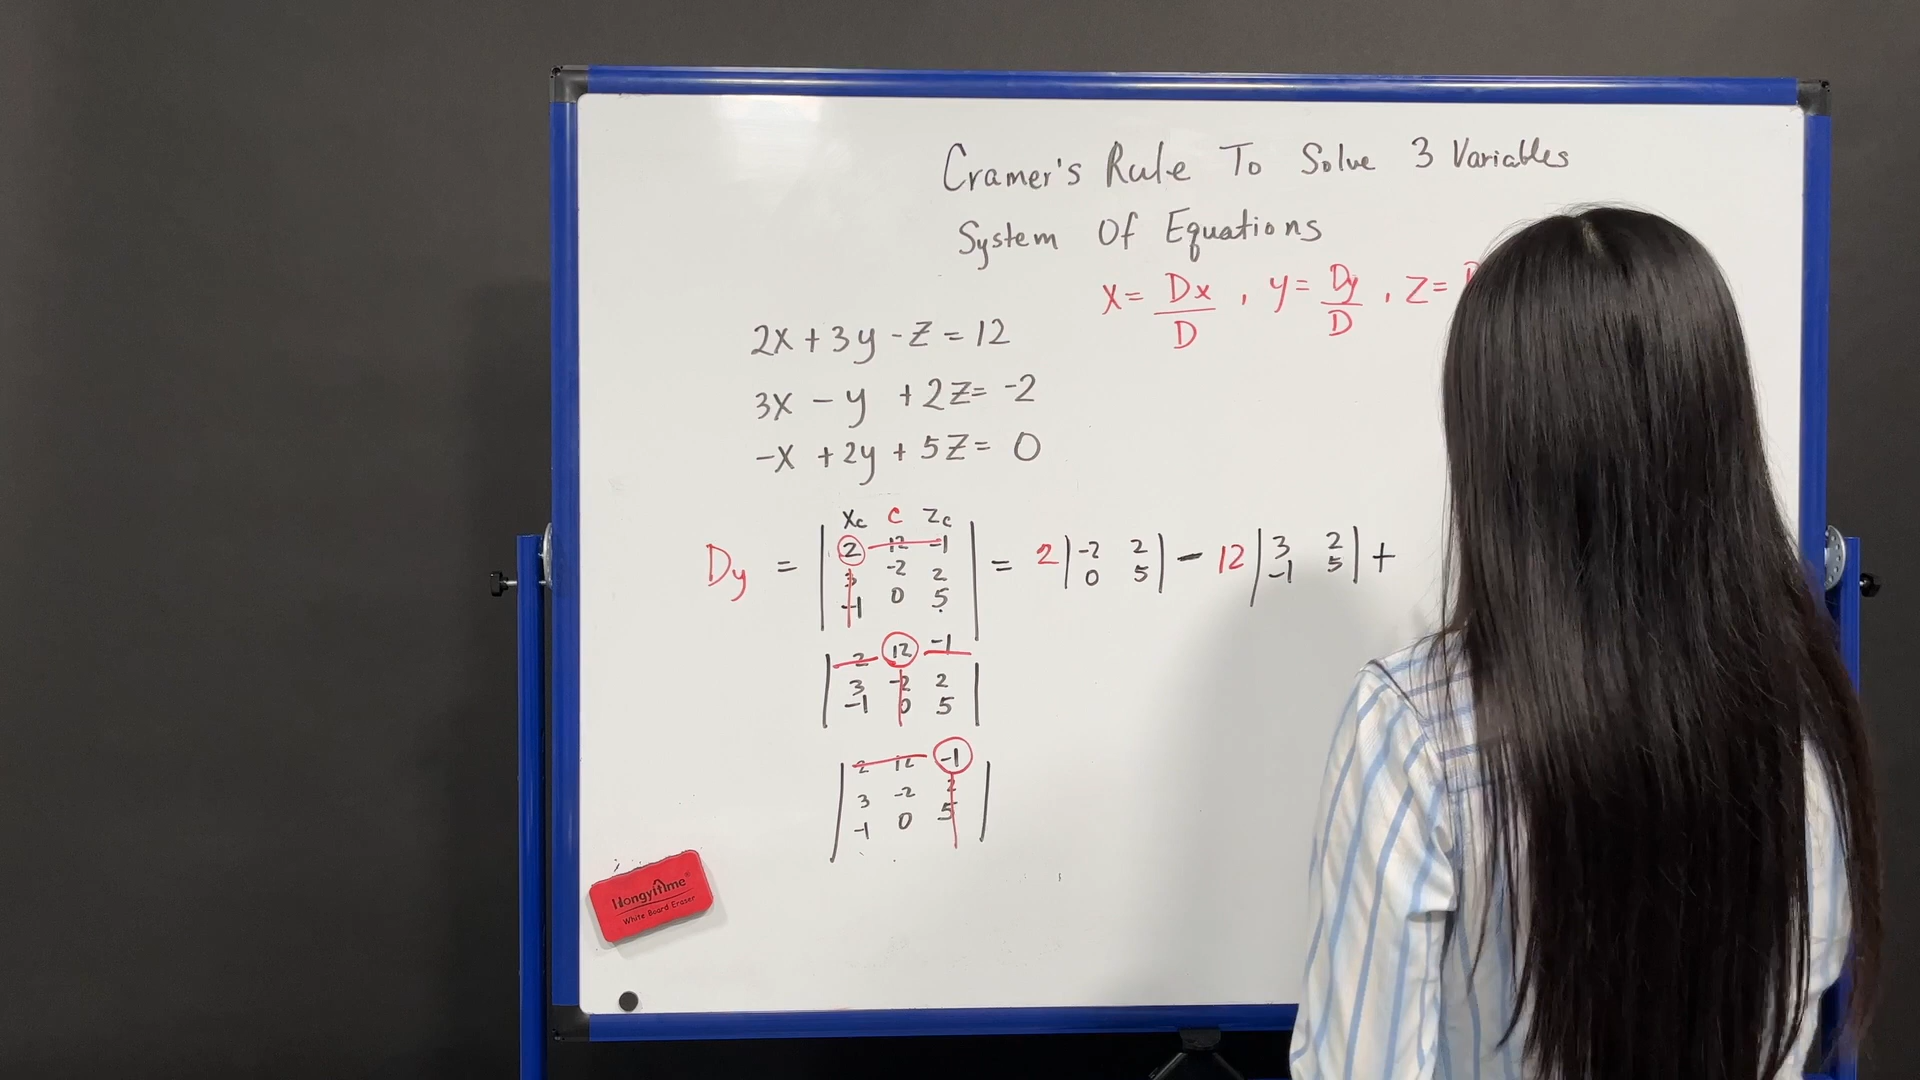 Cramer's Rule To Solve 3 Variables
System Of Equations
x = Dx/D , y = Dy/D , z =
2x + 3y - z = 12
3x - y + 2z = -2
-x + 2y + 5z = 0
Xc C Zc
Dy = | 2 12 -1 | = 2 | -2 2 | - 12 | 3 2 | +
3 -2 2
0 5
-1 5
-1 0 5
2 12 -1
3 -2 2
-1 0 5
2 12 -1
3 -2 2
-1 0 5
Hongyitime
White Board Eraser